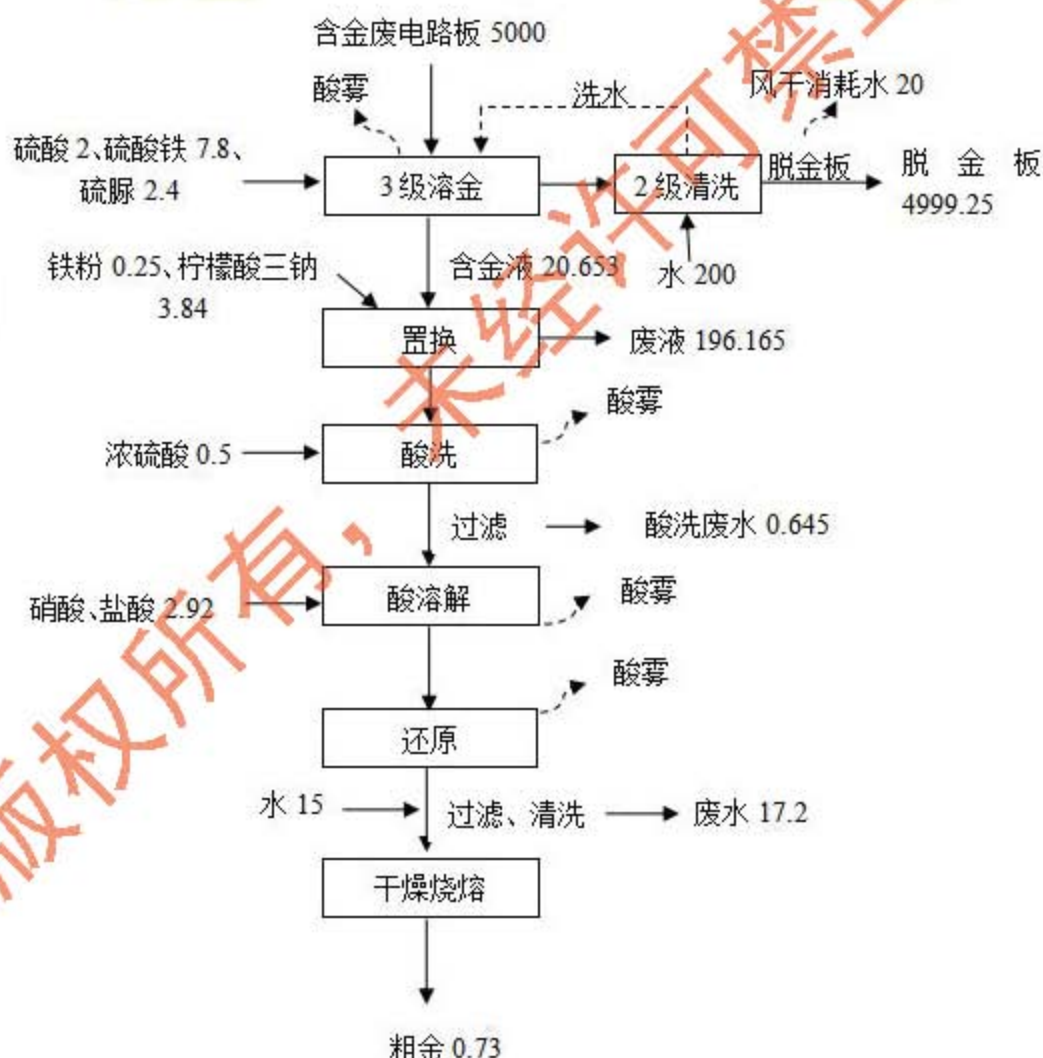 含金废电路板 5000
酸雾
洗水
风干消耗水 20
硫酸 2、硫酸铁 7.8、
硫脲 2.4
3级溶金
2级清洗
脱金板
脱 金 板
4999.25
铁粉 0.25、柠檬酸三钠
3.84
含金液 20.653
水 200
置换
废液 196.165
酸雾
浓硫酸 0.5
酸洗
过滤
酸洗废水 0.645
硝酸、盐酸 2.92
酸溶解
酸雾
酸雾
还原
水 15
过滤、清洗
废水 17.2
干燥烧熔
粗金 0.73
版权所有，未经许可禁止